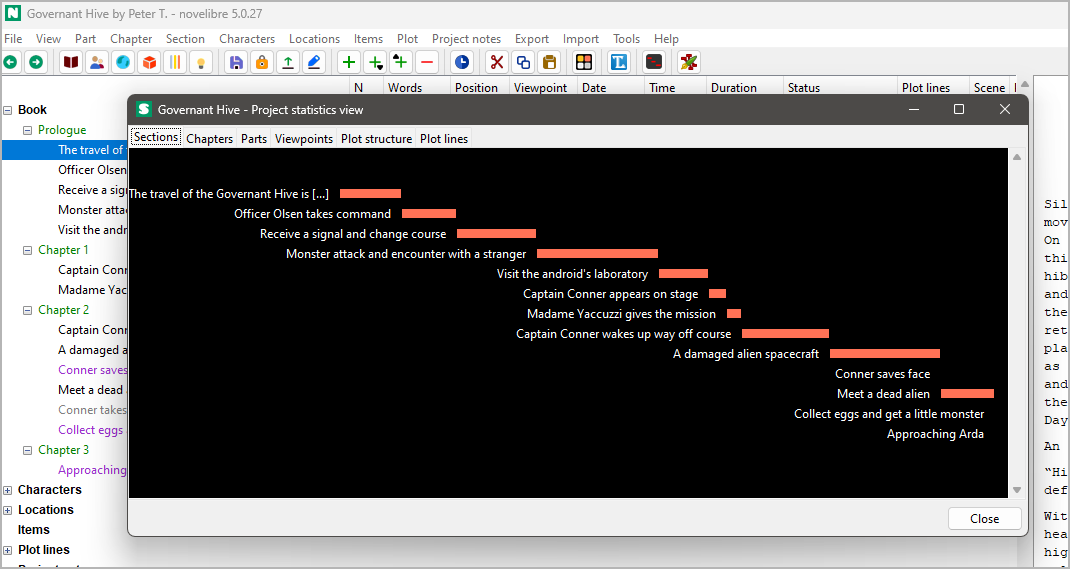 Governant Hive by Peter T. - novelibre 5.0.27
File View Part Chapter Section Characters Locations Items Plot Project notes Export Import Tools Help
N Words Position Viewpoint Date Time Duration Status Plot lines Scene
Governant Hive - Project statistics view
Sections Chapters Parts Viewpoints Plot structure Plot lines
Book
Prologue
The travel of
Officer Olsen
Receive a sig
Monster atta
Visit the andr
Chapter 1
Captain Conn
Madame Yacc
Chapter 2
Captain Conn
A damaged a
Conner saves
Meet a dead
Conner takes
Collect eggs
Chapter 3
Approaching
Characters
Locations
Items
Plot lines
The travel of the Governant Hive is [...]
Officer Olsen takes command
Receive a signal and change course
Monster attack and encounter with a stranger
Visit the android's laboratory
Captain Conner appears on stage
Madame Yaccuzzi gives the mission
Captain Conner wakes up way off course
A damaged alien spacecraft
Conner saves face
Meet a dead alien
Collect eggs and get a little monster
Approaching Arda
Close
Sil
mov
On
thi
hib
and
the
ret
pla
as
and
the
Day
An
“Hi
def
Wit
hea
hig